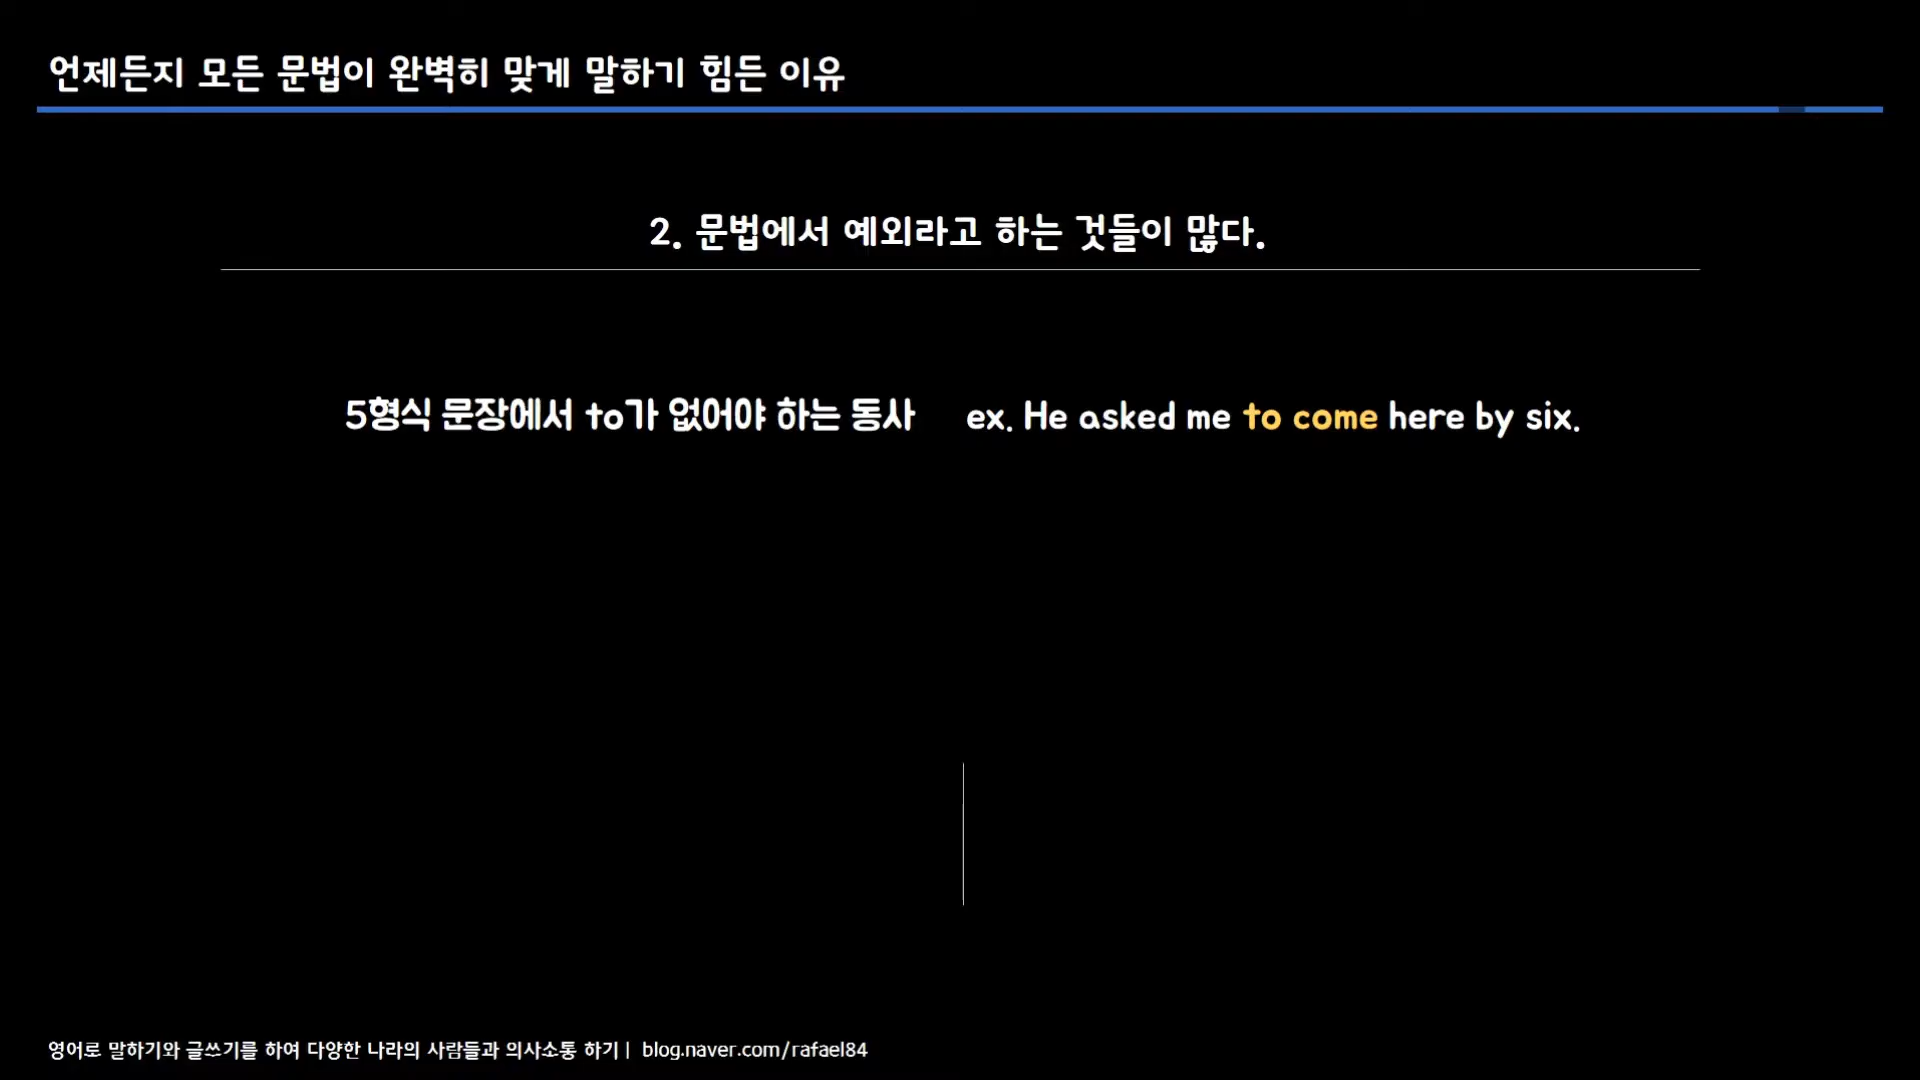 언제든지 모든 문법이 완벽히 맞게 말하기 힘든 이유
2. 문법에서 예외라고 하는 것들이 많다.
5형식 문장에서 to가 없어야 하는 동사 ex. He asked me to come here by six.
영어로 말하기와 글쓰기를 하여 다양한 나라의 사람들과 의사소통 하기 | blog.naver.com/rafael84